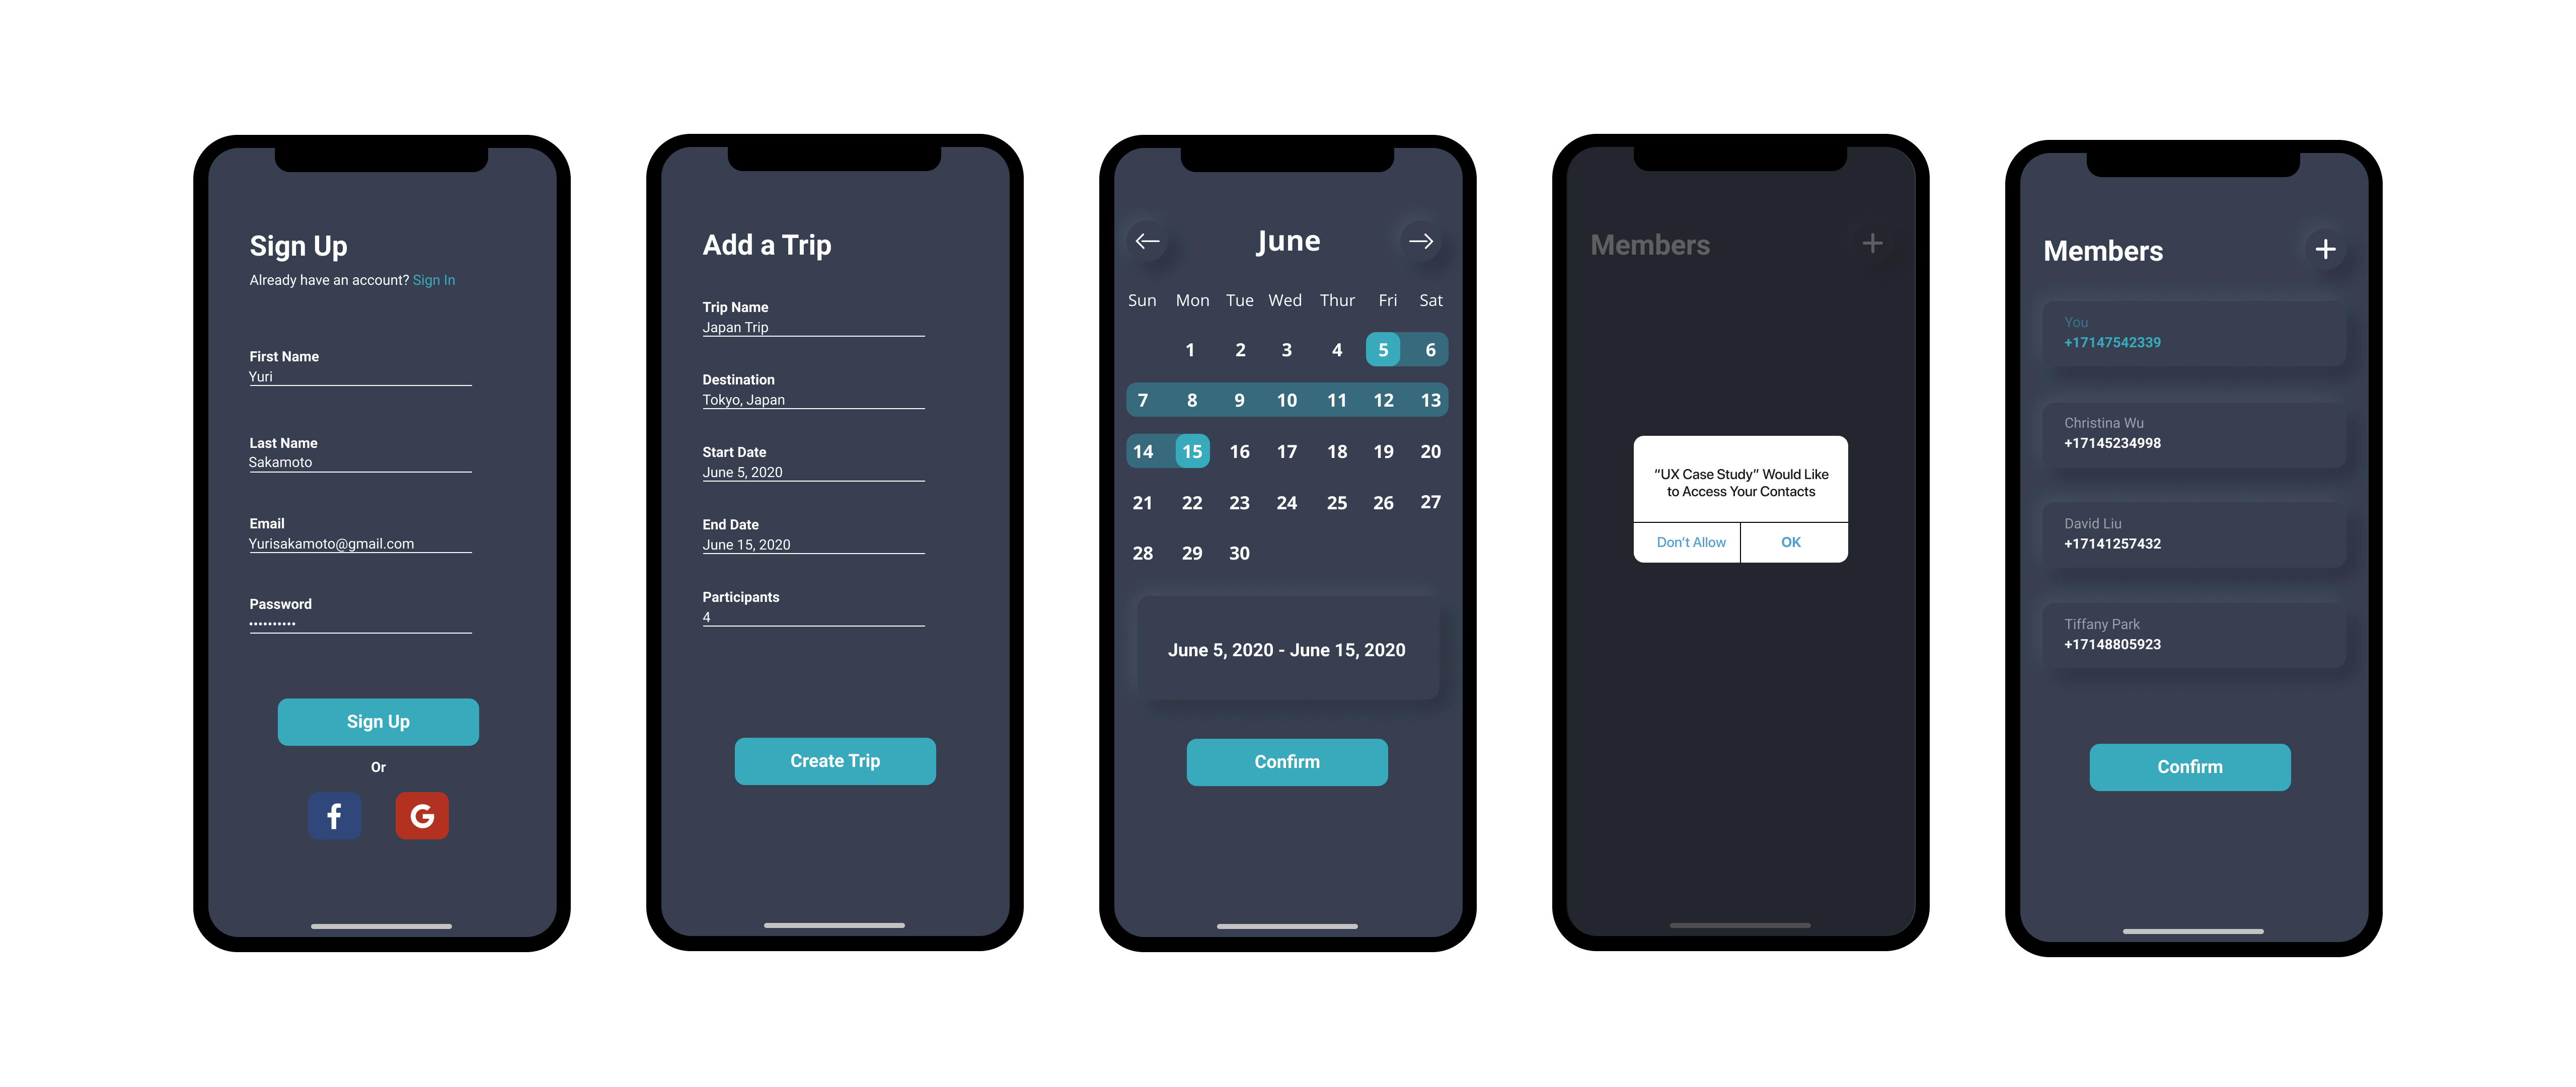 Sign Up
Already have an account? Sign In
First Name
Yuri
Last Name
Sakamoto
Email
Yurisakamoto@gmail.com
Password
••••••••••
Sign Up
Or
f
G
Add a Trip
Trip Name
Japan Trip
Destination
Tokyo, Japan
Start Date
June 5, 2020
End Date
June 15, 2020
Participants
4
Create Trip
June
Sun Mon Tue Wed Thur Fri Sat
1 2 3 4 5 6
7 8 9 10 11 12 13
14 15 16 17 18 19 20
21 22 23 24 25 26 27
28 29 30
June 5, 2020 - June 15, 2020
Confirm
Members
“UX Case Study” Would Like
to Access Your Contacts
Don’t Allow OK
Members
You
+17147542339
Christina Wu
+17145234998
David Liu
+17141257432
Tiffany Park
+17148805923
Confirm